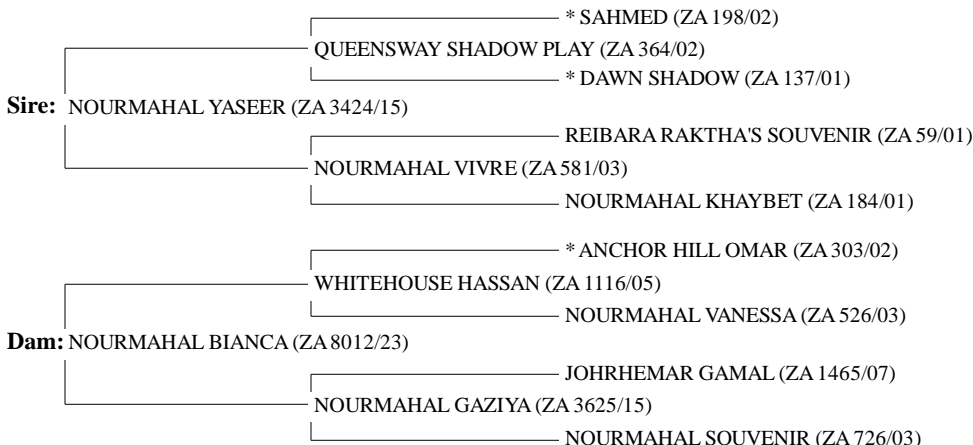 * SAHMED (ZA 198/02)
QUEENSWAY SHADOW PLAY (ZA 364/02)
* DAWN SHADOW (ZA 137/01)
Sire: NOURMAHAL YASEER (ZA 3424/15)
REIBARA RAKTHA'S SOUVENIR (ZA 59/01)
NOURMAHAL VIVRE (ZA 581/03)
NOURMAHAL KHAYBET (ZA 184/01)
* ANCHOR HILL OMAR (ZA 303/02)
WHITEHOUSE HASSAN (ZA 1116/05)
NOURMAHAL VANESSA (ZA 526/03)
Dam: NOURMAHAL BIANCA (ZA 8012/23)
JOHRHEMAR GAMAL (ZA 1465/07)
NOURMAHAL GAZIYA (ZA 3625/15)
NOURMAHAL SOUVENIR (ZA 726/03)